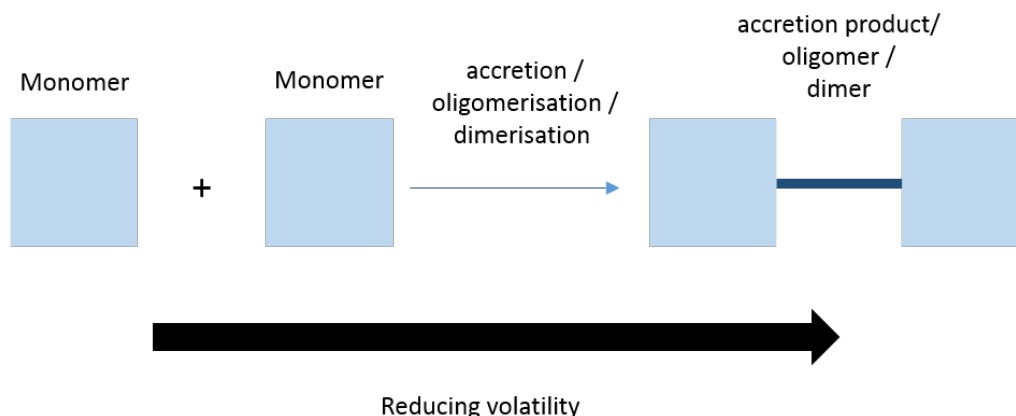 Monomer
+
Monomer
accretion /
oligomerisation /
dimerisation
accretion product/
oligomer /
dimer
Reducing volatility